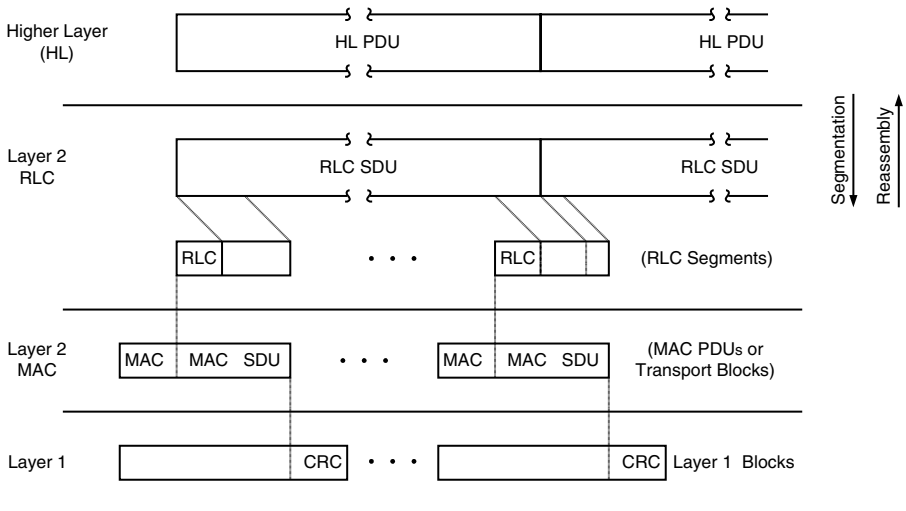 Higher Layer
(HL)
HL PDU
HL PDU
Segmentation
Reassembly
Layer 2
RLC
RLC SDU
RLC SDU
RLC
• • •
RLC
(RLC Segments)
Layer 2
MAC
MAC
MAC SDU
• • •
MAC
MAC SDU
(MAC PDUs or
Transport Blocks)
Layer 1
CRC
• • •
CRC
Layer 1 Blocks